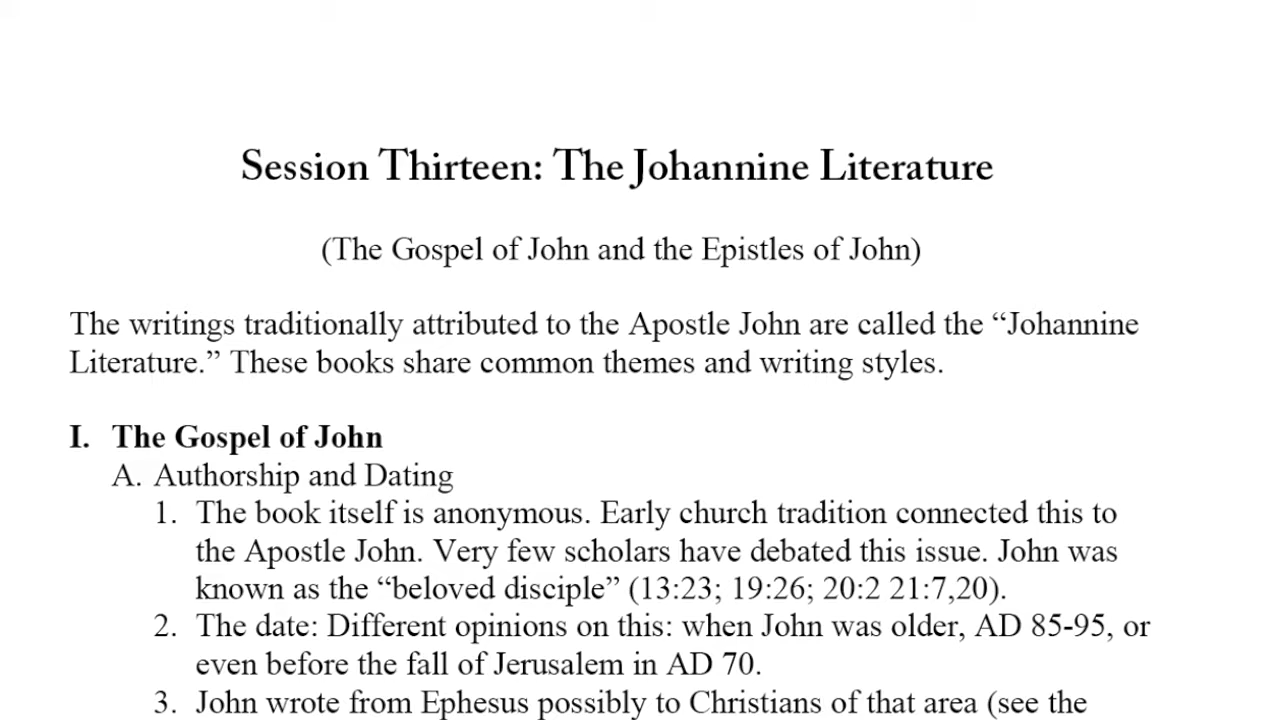 Session Thirteen: The Johannine Literature
(The Gospel of John and the Epistles of John)
The writings traditionally attributed to the Apostle John are called the “Johannine
Literature.” These books share common themes and writing styles.
I. The Gospel of John
A. Authorship and Dating
1. The book itself is anonymous. Early church tradition connected this to
the Apostle John. Very few scholars have debated this issue. John was
known as the “beloved disciple” (13:23; 19:26; 20:2 21:7,20).
2. The date: Different opinions on this: when John was older, AD 85-95, or
even before the fall of Jerusalem in AD 70.
3. John wrote from Ephesus possibly to Christians of that area (see the